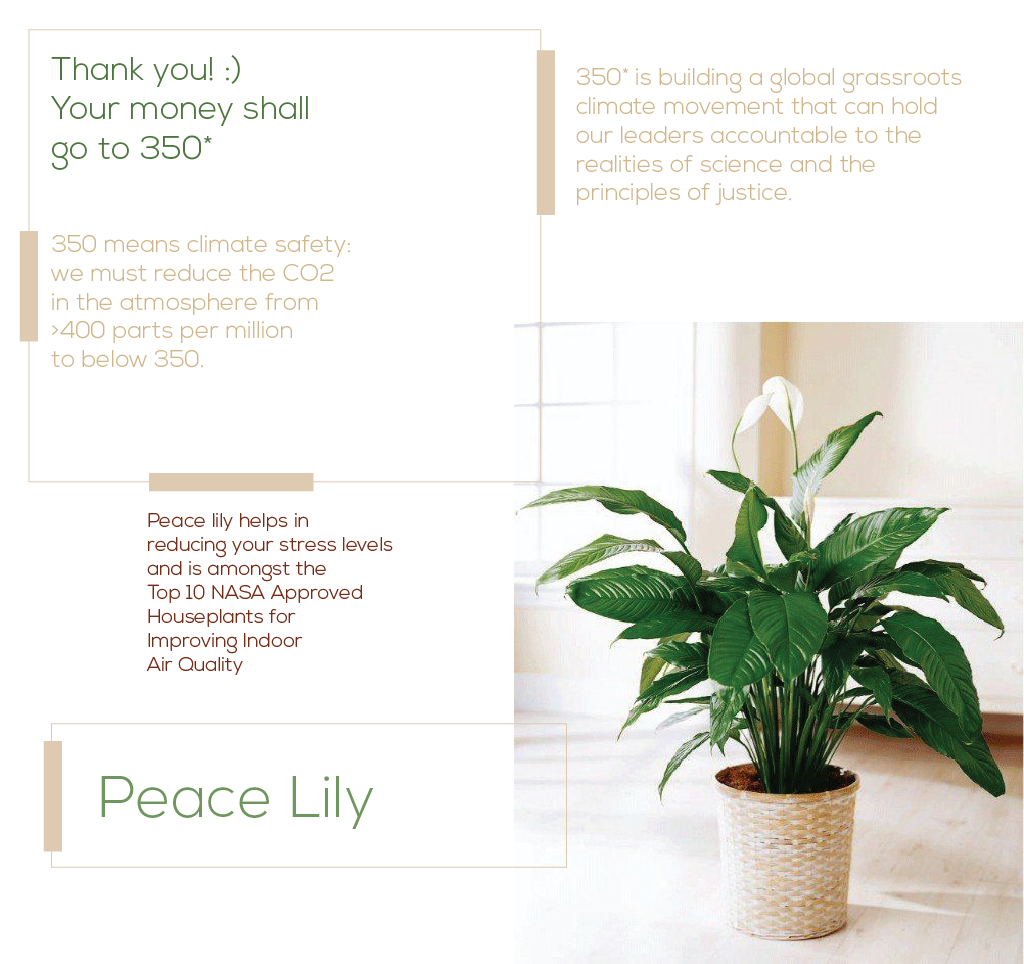 Thank you! :)
Your money shall
go to 350*
350* is building a global grassroots
climate movement that can hold
our leaders accountable to the
realities of science and the
principles of justice.
350 means climate safety:
we must reduce the CO2
in the atmosphere from
>400 parts per million
to below 350.
Peace lily helps in
reducing your stress levels
and is amongst the
Top 10 NASA Approved
Houseplants for
Improving Indoor
Air Quality
Peace Lily